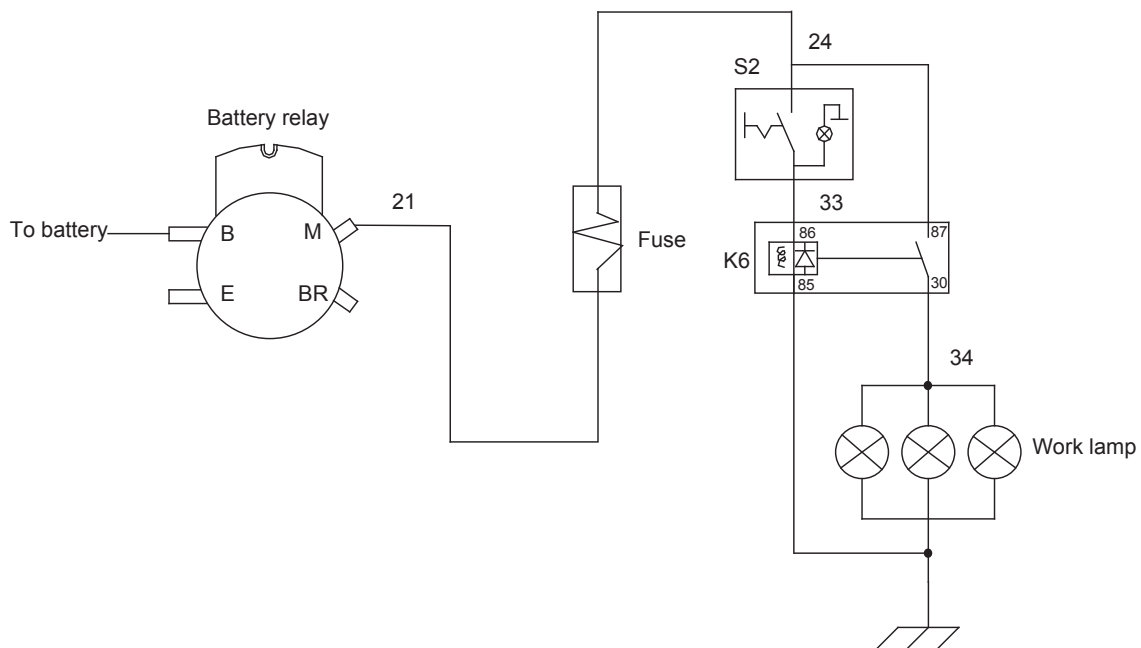 24
S2
Battery relay
21
33
To battery
B
M
Fuse
86
87
K6
E
BR
85
30
34
Work lamp